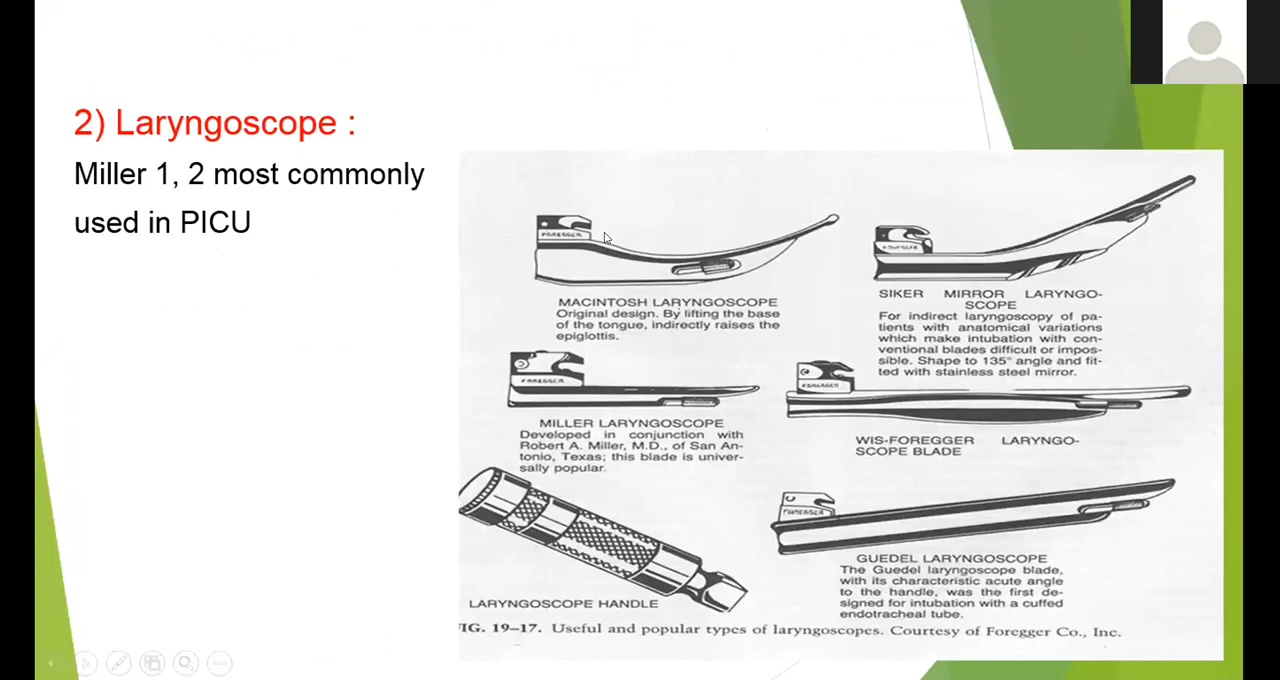 2) Laryngoscope :
Miller 1, 2 most commonly
used in PICU
FOREGGER
MACINTOSH LARYNGOSCOPE
Original design. By lifting the base
of the tongue, indirectly raises the
epiglottis.
FOREGGER
SIKER MIRROR LARYNGO-
SCOPE
For indirect laryngoscopy of pa-
tients with anatomical variations
which make intubation with con-
ventional blades difficult or impos-
sible. Shape to 135° angle and fit-
ted with stainless steel mirror.
FOREGGER
MILLER LARYNGOSCOPE
Developed in conjunction with
Robert A. Miller, M.D., of San An-
tonio, Texas; this blade is univer-
sally popular.
FOREGGER
WIS-FOREGGER LARYNGO-
SCOPE BLADE
LARYNGOSCOPE HANDLE
FOREGGER
GUEDEL LARYNGOSCOPE
The Guedel laryngoscope blade,
with its characteristic acute angle
to the handle, was the first de-
signed for intubation with a cuffed
endotracheal tube.
IG. 19–17. Useful and popular types of laryngoscopes. Courtesy of Foregger Co., Inc.